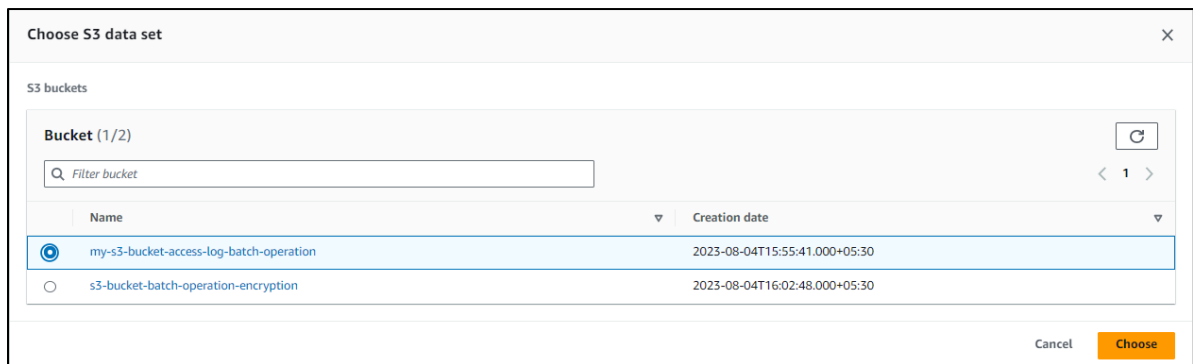 Choose S3 data set
S3 buckets
Bucket (1/2)
Filter bucket
1
Name Creation date
my-s3-bucket-access-log-batch-operation 2023-08-04T15:55:41.000+05:30
s3-bucket-batch-operation-encryption 2023-08-04T16:02:48.000+05:30
Cancel Choose